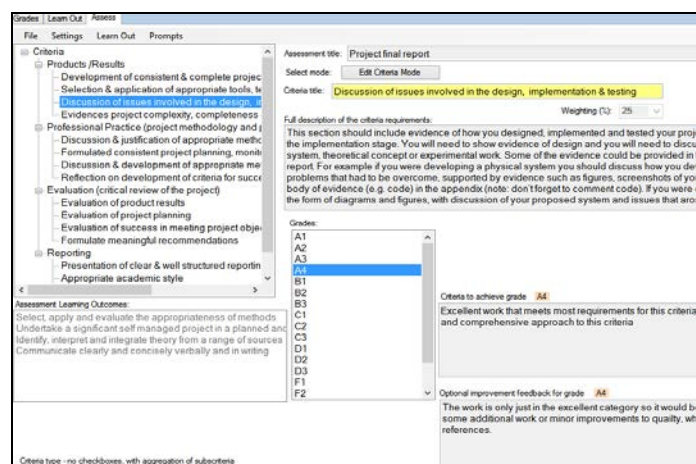 Grades Learn Out Assess
File Settings Learn Out Prompts
Criteria
Products /Results
Development of consistent & complete projec
Selection & application of appropriate tools, te
Discussion of issues involved in the design, i
Evidences project complexity, completeness
Professional Practice (project methodology and p
Discussion & justification of appropriate metho
Formulated consistent project planning, monit
Discussion & development of appropriate me
Reflection on development of criteria for succe
Evaluation (critical review of the project)
Evaluation of product results
Evaluation of project planning
Evaluation of success in meeting project obje
Formulate meaningful recommendations
Reporting
Presentation of clear & well structured reportin
Appropriate academic style
Assessment Learning Outcomes:
Select, apply and evaluate the appropriateness of methods
Undertake a significant self managed project in a planned and
Identify, interpret and integrate theory from a range of sources
Communicate clearly and concisely verbally and in writing
Criteria type - no checkboxes, with aggregation of subcriteria
Assessment title: Project final report
Select mode: Edit Criteria Mode
Criteria title: Discussion of issues involved in the design, implementation & testing
Weighting (%): 25
Full description of the criteria requirements:
This section should include evidence of how you designed, implemented and tested your proj
the implementation stage. You will need to show evidence of design and you will need to discu
system, theoretical concept or experimental work. Some of the evidence could be provided in
report. For example if you were developing a physical system you should discuss how you dev
problems that had to be overcome, supported by evidence such as figures, screenshots of yo
body of evidence (e.g. code) in the appendix (note: don't forget to comment code). If you were
the form of diagrams and figures, with discussion of your proposed system and issues that aros
Grades:
A1
A2
A3
A4
B1
B2
B3
C1
C2
C3
D1
D2
D3
F1
F2
Criteria to achieve grade A4
Excellent work that meets most requirements for this criteria
and comprehensive approach to this criteria
Optional improvement feedback for grade A4
The work is only just in the excellent category so it would be
some additional work or minor improvements to quailty, wh
references.